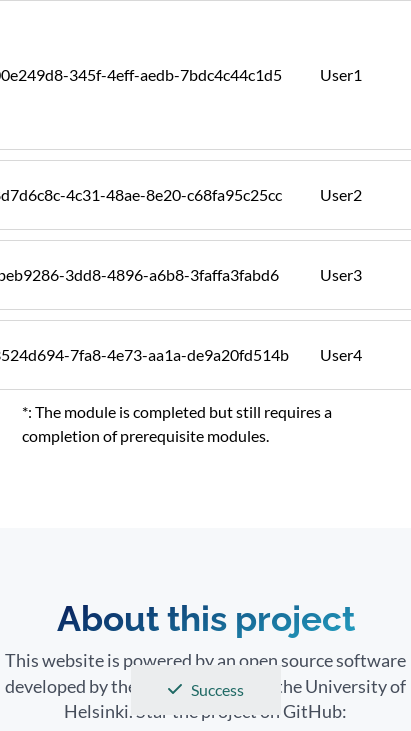 0e249d8-345f-4eff-aedb-7bdc4c44c1d5 User1
d7d6c8c-4c31-48ae-8e20-c68fa95c25cc User2
beb9286-3dd8-4896-a6b8-3faffa3fabd6 User3
524d694-7fa8-4e73-aa1a-de9a20fd514b User4
*: The module is completed but still requires a
completion of prerequisite modules.
About this project
This website is powered by an open source software
developed by the the University of
Success
Helsinki. Star the project on GitHub: